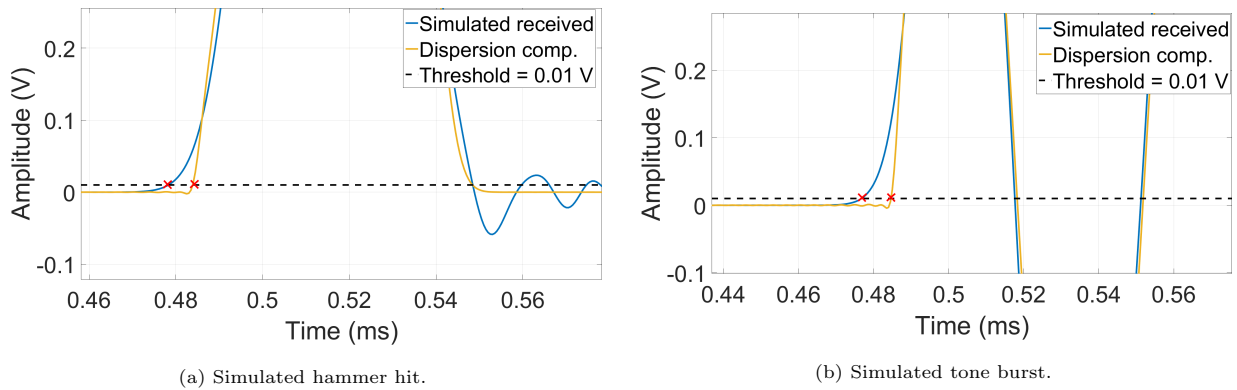 Simulated received
Dispersion comp.
Threshold = 0.01 V
0.2
0.1
0
-0.1
Amplitude (V)
0.46
0.48
0.5
0.52
0.54
0.56
Time (ms)
(a) Simulated hammer hit.
Simulated received
Dispersion comp.
Threshold = 0.01 V
0.2
0.1
0
-0.1
Amplitude (V)
0.44
0.46
0.48
0.5
0.52
0.54
0.56
Time (ms)
(b) Simulated tone burst.